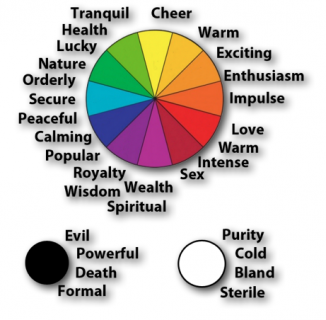 Tranquil
Cheer
Health
Warm
Lucky
Exciting
Nature
Enthusiasm
Orderly
Secure
Impulse
Peaceful
Love
Calming
Warm
Popular
Intense
Royalty
Sex
Wisdom
Wealth
Spiritual
Evil
Powerful
Death
Formal
Purity
Cold
Bland
Sterile